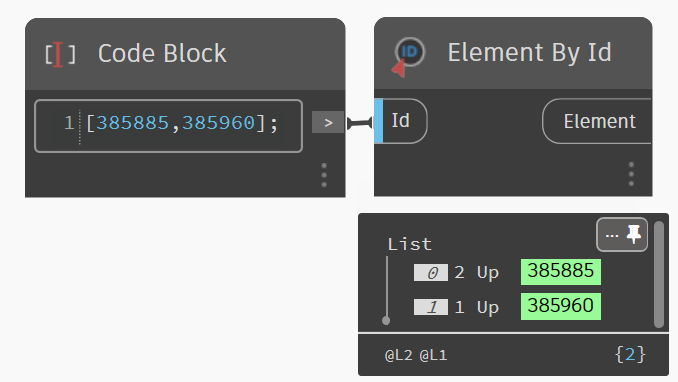 Code Block
1 [385885,385960]; >
ID Element By Id
Id Element
...
List
0 2 Up 385885
1 1 Up 385960
@L2 @L1 {2}